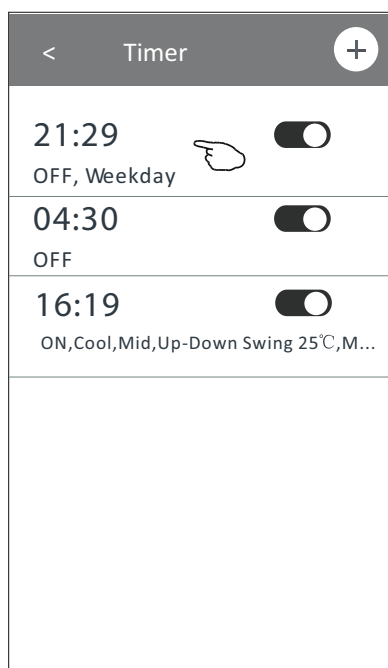 < Timer +
21:29
OFF, Weekday
04:30
OFF
16:19
ON,Cool,Mid,Up-Down Swing 25℃,M...